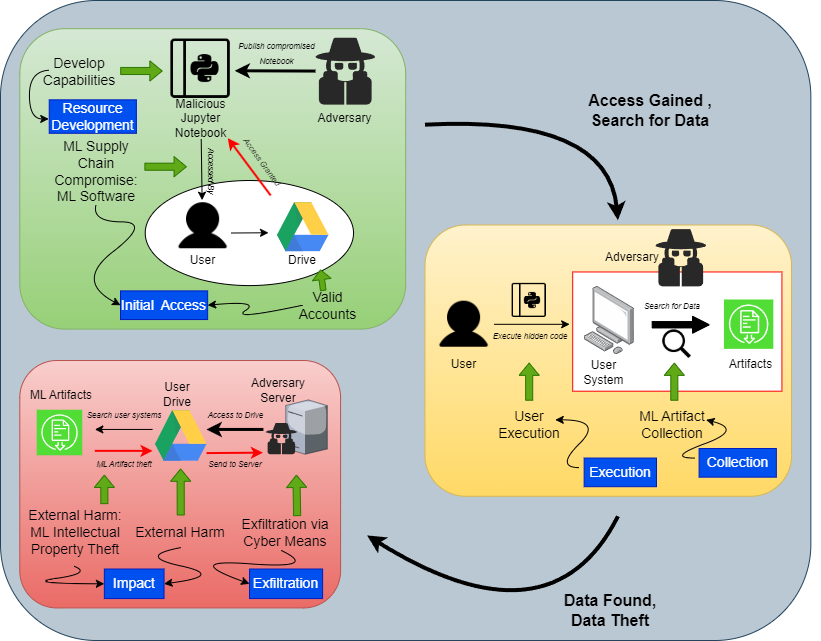 Develop
Capabilities
Publish compromised
Notebook
Malicious
Jupyter
Notebook
Adversary
Resource
Development
ML Supply
Chain
Compromise:
ML Software
Accessed By
Access Granted
User
Drive
Initial Access
Valid
Accounts
Access Gained ,
Search for Data
Adversary
User
Execute hidden code
Search for Data
User
System
Artifacts
User
Execution
ML Artifact
Collection
Execution
Collection
Data Found,
Data Theft
ML Artifacts
User
Drive
Adversary
Server
Search user systems
Access to Drive
ML Artifact theft
Send to Server
External Harm:
ML Intellectual
Property Theft
External Harm
Exfiltration via
Cyber Means
Impact
Exfiltration